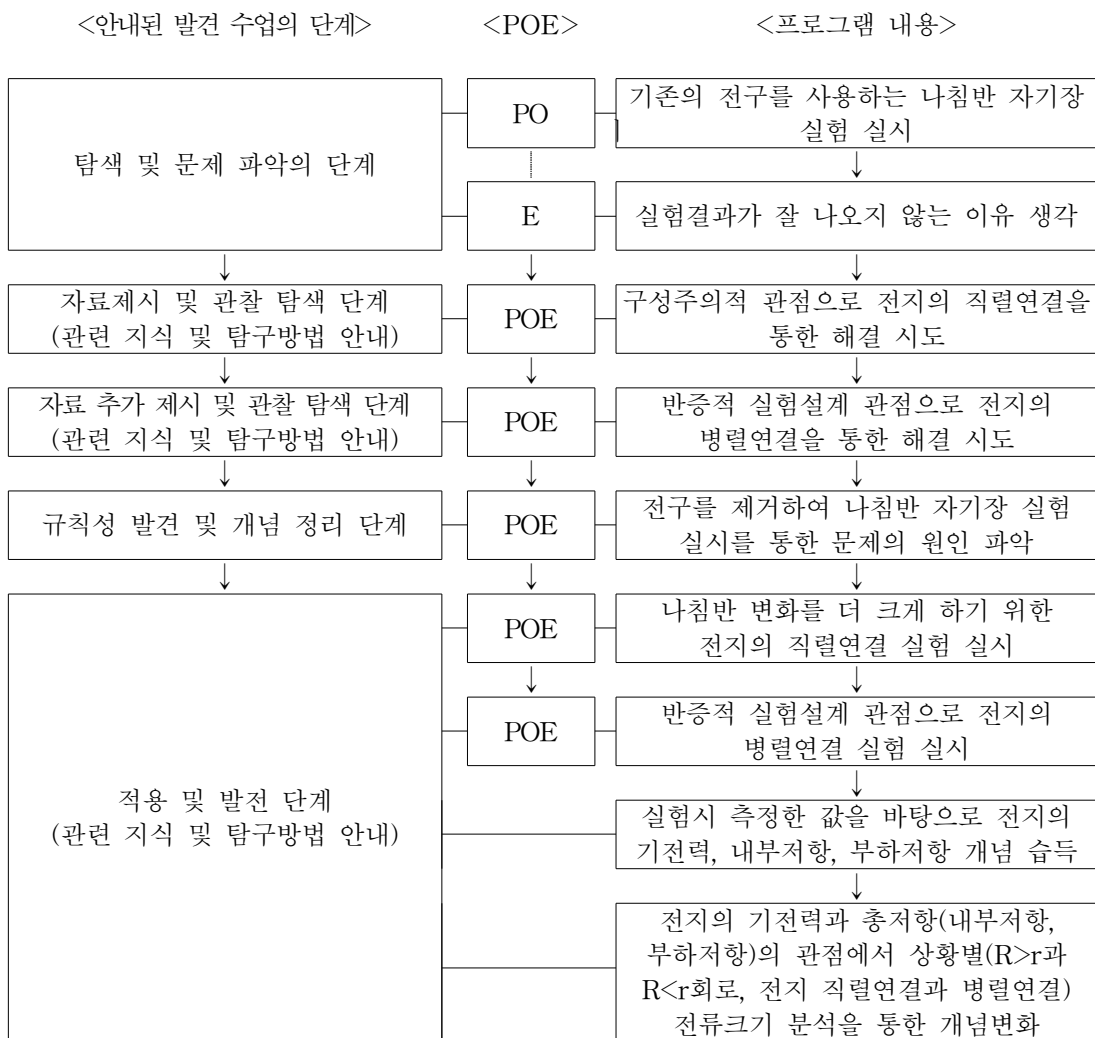 <안내된 발견 수업의 단계>
<POE>
<프로그램 내용>
탐색 및 문제 파악의 단계
PO
기존의 전구를 사용하는 나침반 자기장
실험 실시
E
실험결과가 잘 나오지 않는 이유 생각
자료제시 및 관찰 탐색 단계
(관련 지식 및 탐구방법 안내)
POE
구성주의적 관점으로 전지의 직렬연결을
통한 해결 시도
자료 추가 제시 및 관찰 탐색 단계
(관련 지식 및 탐구방법 안내)
POE
반증적 실험설계 관점으로 전지의
병렬연결을 통한 해결 시도
규칙성 발견 및 개념 정리 단계
POE
전구를 제거하여 나침반 자기장 실험
실시를 통한 문제의 원인 파악
적용 및 발전 단계
(관련 지식 및 탐구방법 안내)
POE
나침반 변화를 더 크게 하기 위한
전지의 직렬연결 실험 실시
POE
반증적 실험설계 관점으로 전지의
병렬연결 실험 실시
실험시 측정한 값을 바탕으로 전지의
기전력, 내부저항, 부하저항 개념 습득
전지의 기전력과 총저항(내부저항,
부하저항)의 관점에서 상황별(R>r과
R<r회로, 전지 직렬연결과 병렬연결)
전류크기 분석을 통한 개념변화